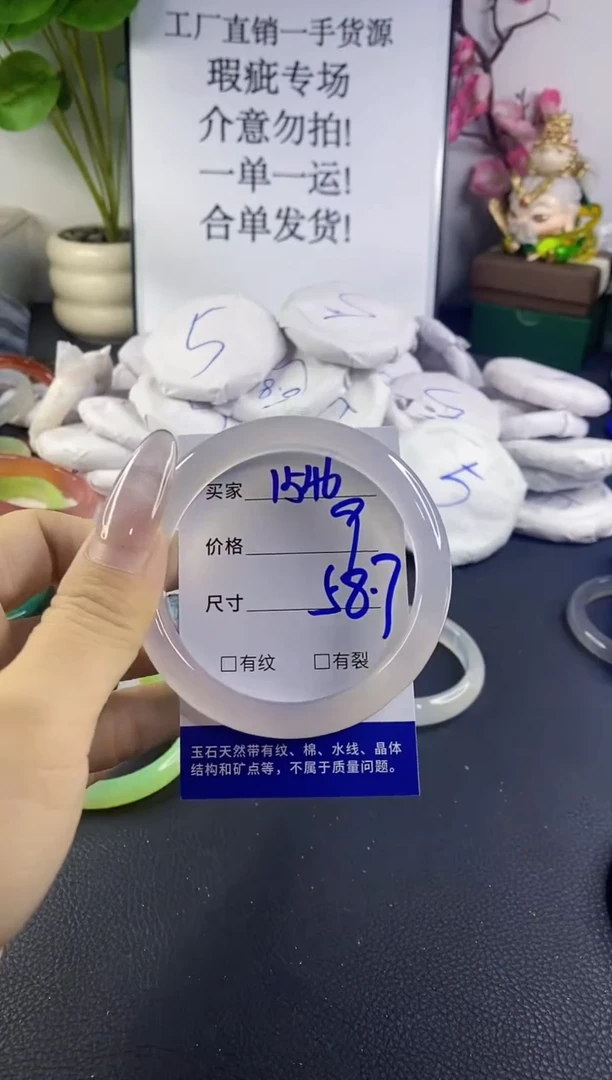 工厂直销一手货源
瑕疵专场
介意勿拍!
一单一运!
合单发货!
5
5
8.9
5
5
买家 1546
价格 9
尺寸 58.7
□有纹 □有裂
玉石天然带有纹、棉、水线、晶体
结构和矿点等，不属于质量问题。